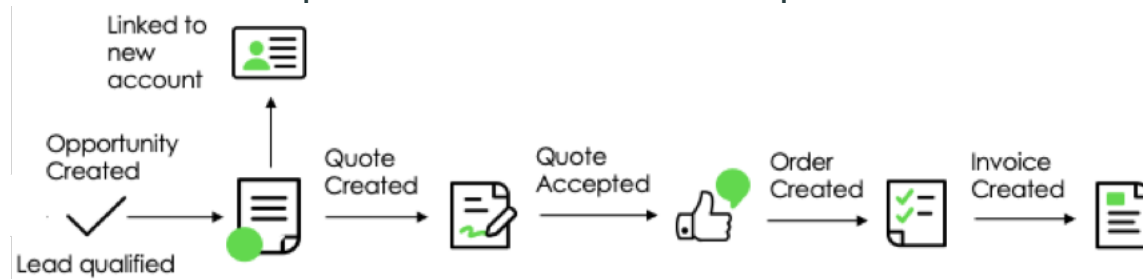 Linked to
new
account
Opportunity
Created
Lead qualified
Quote
Created
Quote
Accepted
Order
Created
Invoice
Created